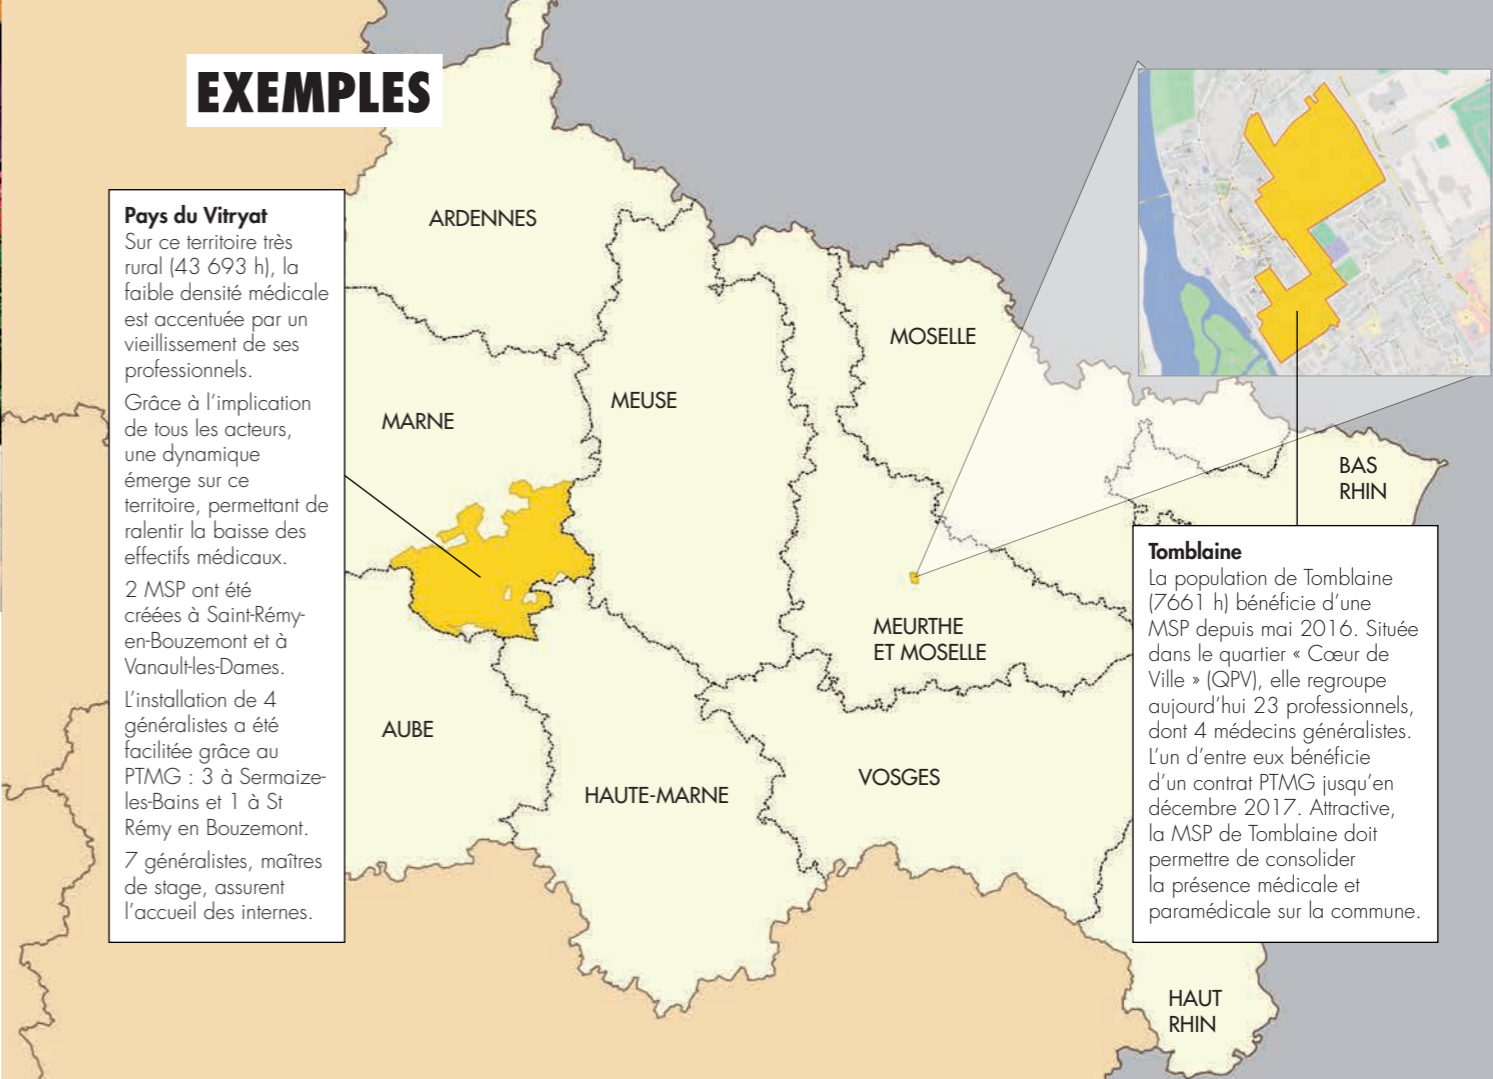 EXEMPLES
Pays du Vitryat
Sur ce territoire très
rural (43 693 h), la
faible densité médicale
est accentuée par un
vieillissement de ses
professionnels.
Grâce à l'implication
de tous les acteurs,
une dynamique
émerge sur ce
territoire, permettant de
ralentir la baisse des
effectifs médicaux.
2 MSP ont été
créées à Saint-Rémy-
en-Bouzemont et à
Vanault-les-Dames.
L'installation de 4
généralistes a été
facilitée grâce au
PTMG : 3 à Sermaize-
les-Bains et 1 à St
Rémy en Bouzemont.
7 généralistes, maîtres
de stage, assurent
l'accueil des internes.
ARDENNES
MARNE
MEUSE
MOSELLE
BAS
RHIN
MEURTHE
ET MOSELLE
AUBE
HAUTE-MARNE
VOSGES
HAUT
RHIN
Tomblaine
La population de Tomblaine
(7661 h) bénéficie d'une
MSP depuis mai 2016. Située
dans le quartier « Cœur de
Ville » (QPV), elle regroupe
aujourd'hui 23 professionnels,
dont 4 médecins généralistes.
L'un d'entre eux bénéficie
d'un contrat PTMG jusqu'en
décembre 2017. Attractive,
la MSP de Tomblaine doit
permettre de consolider
la présence médicale et
paramédicale sur la commune.